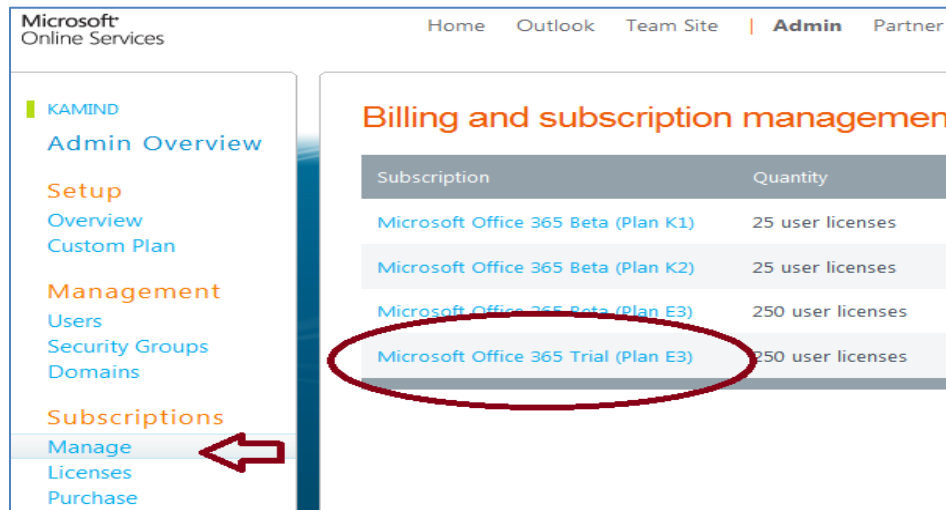 Microsoft
Online Services
Home Outlook Team Site | Admin Partner
KAMIND
Admin Overview
Setup
Overview
Custom Plan
Management
Users
Security Groups
Domains
Subscriptions
Manage
Licenses
Purchase
Billing and subscription managemen
Subscription Quantity
Microsoft Office 365 Beta (Plan K1) 25 user licenses
Microsoft Office 365 Beta (Plan K2) 25 user licenses
Microsoft Office 365 Beta (Plan E3) 250 user licenses
Microsoft Office 365 Trial (Plan E3) 250 user licenses